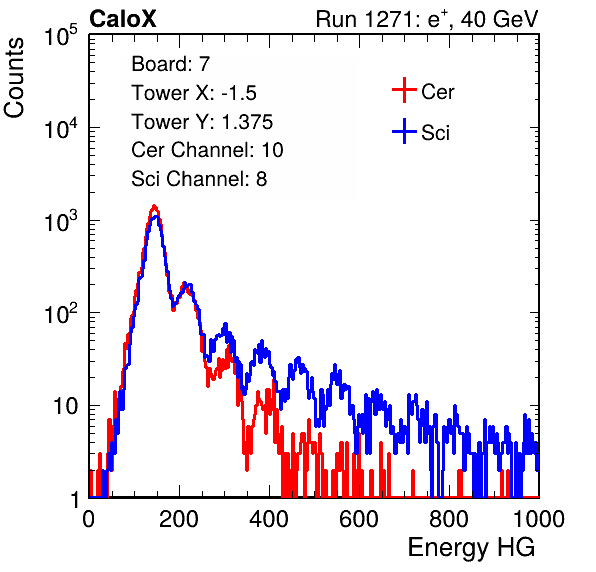 CaloX Run 1271: e⁺, 40 GeV
Counts
Board: 7
Tower X: -1.5
Tower Y: 1.375
Cer Channel: 10
Sci Channel: 8
Cer
Sci
10⁵
10⁴
10³
10²
10
1
0 200 400 600 800 1000
Energy HG